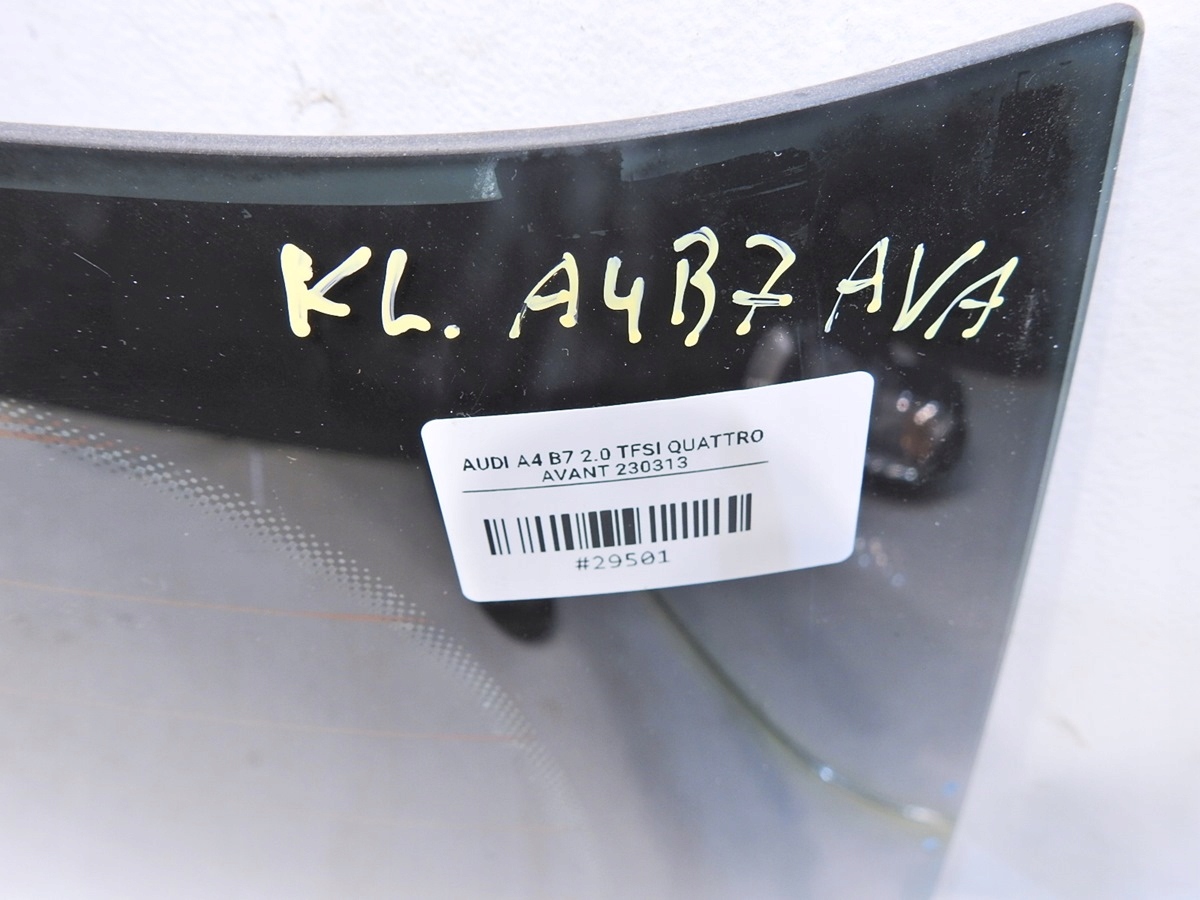 KL. A4B7 AVA
AUDI A4 B7 2.0 TFSI QUATTRO
AVANT 230313
#29501